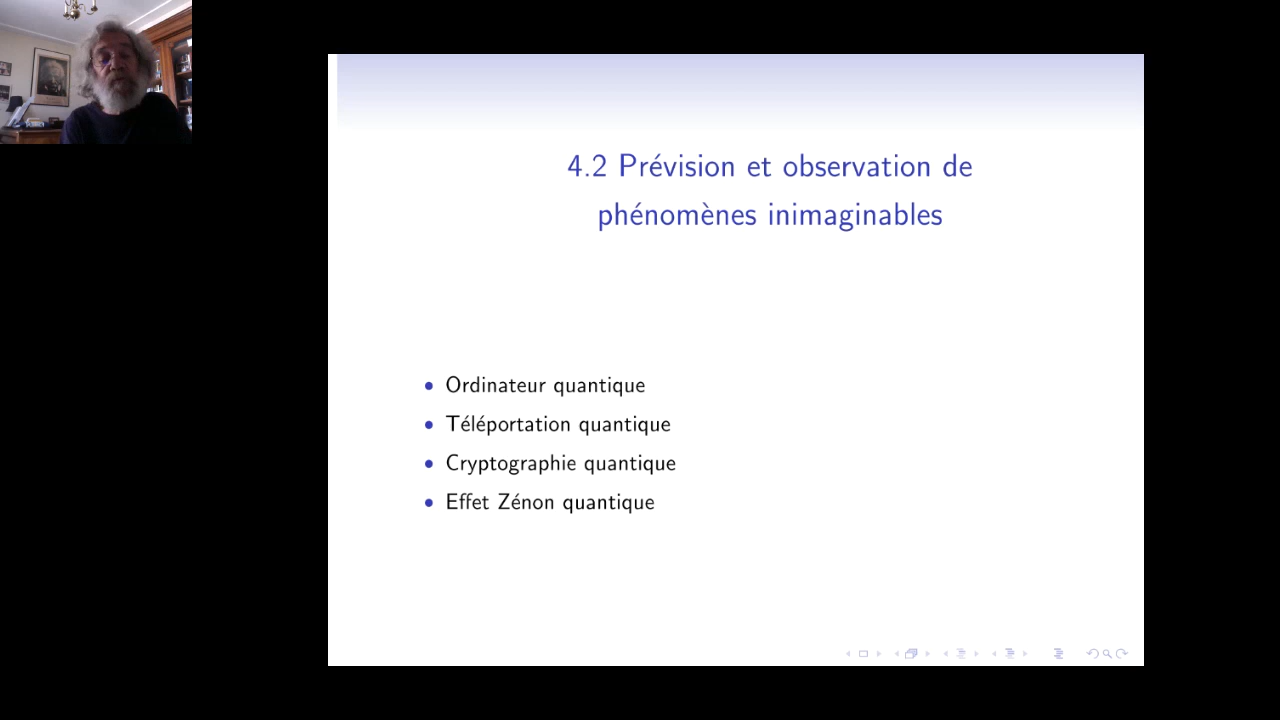 4.2 Prévision et observation de
phénomènes inimaginables
• Ordinateur quantique
• Téléportation quantique
• Cryptographie quantique
• Effet Zénon quantique